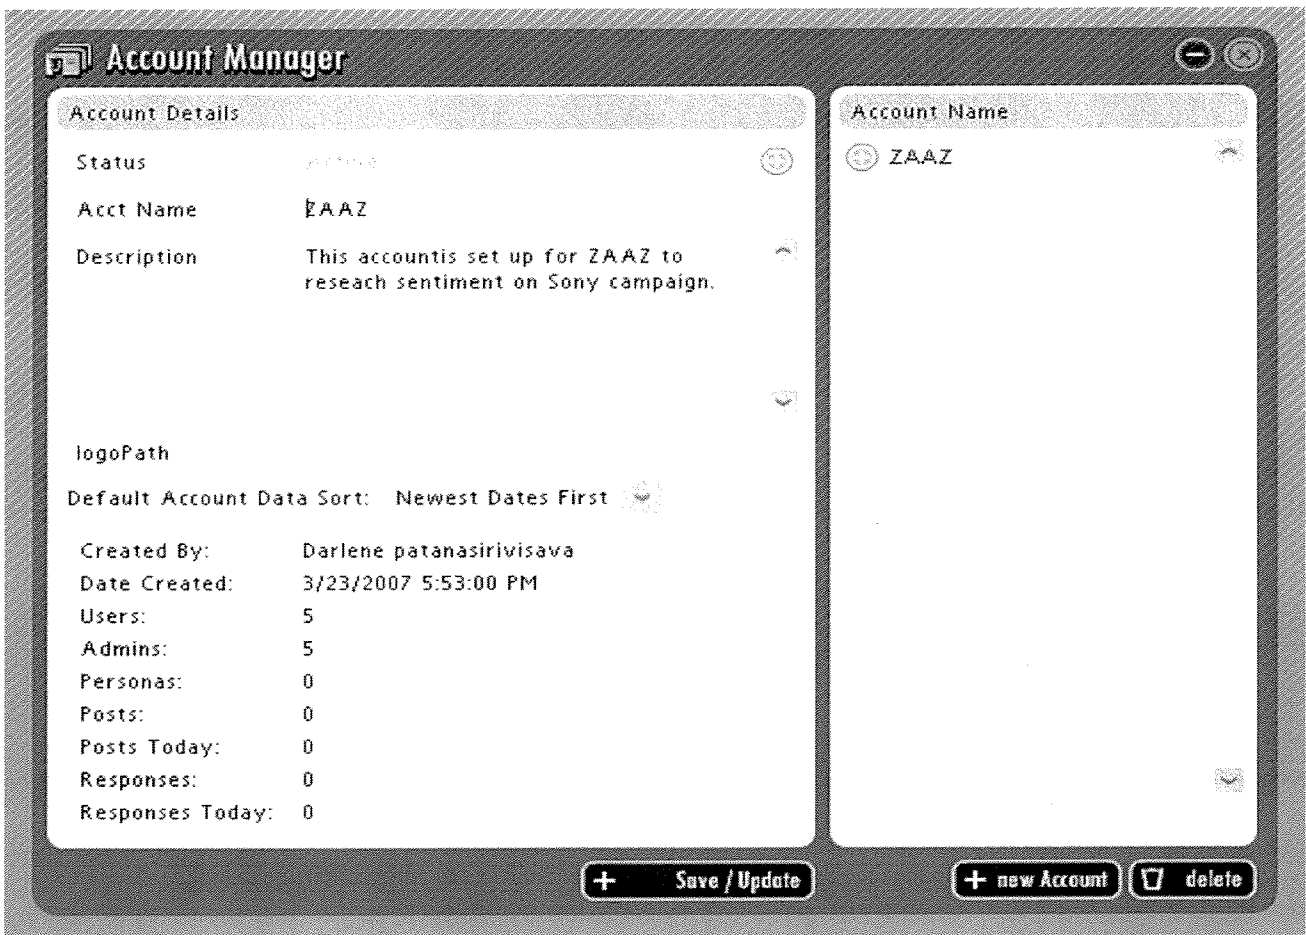 Account Manager
Account Details
Status Active
Acct Name ZAAZ
Description This accountis set up for ZAAZ to
reseach sentiment on Sony campaign.
logoPath
Default Account Data Sort: Newest Dates First
Created By: Darlene patanasirivisava
Date Created: 3/23/2007 5:53:00 PM
Users: 5
Admins: 5
Personas: 0
Posts: 0
Posts Today: 0
Responses: 0
Responses Today: 0
Save / Update
Account Name
ZAAZ
new Account
delete